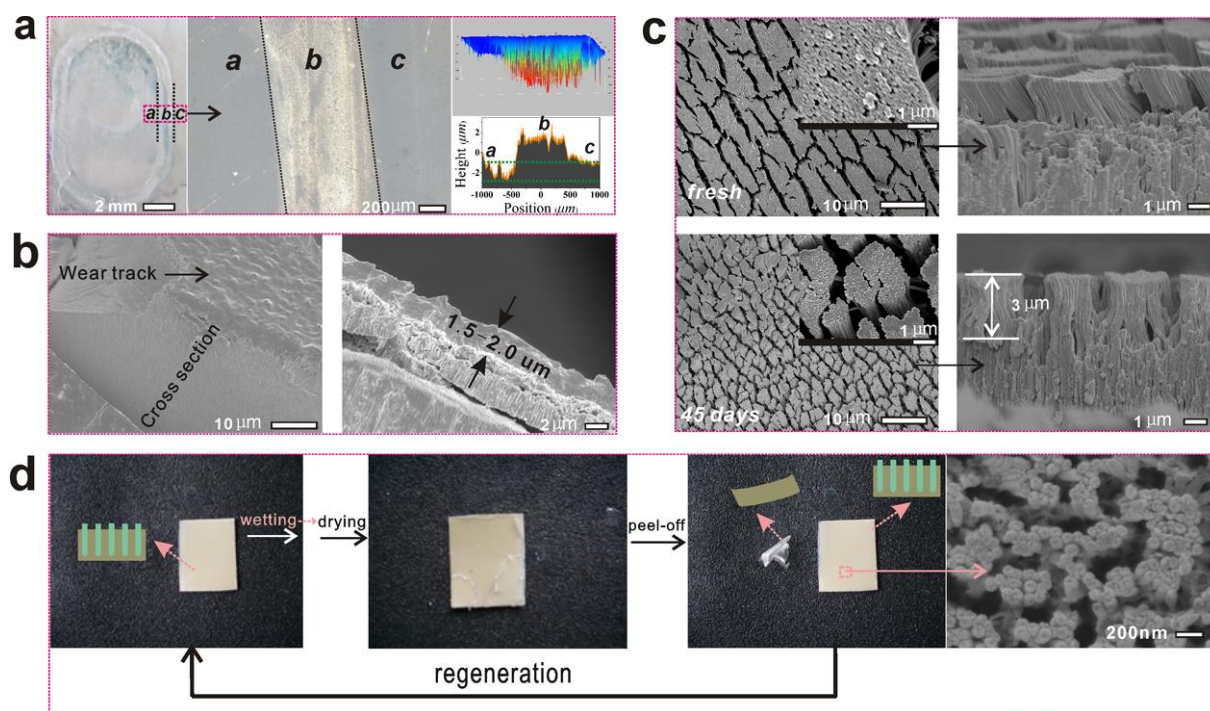 a
a b c
2 mm
a b c
200μm
Height (μm)
2
0
-2
-4
a b c
-1000 -500 0 500 1000
Position (μm)
b
Wear track
Cross section
10 μm
1.5–2.0 um
2 μm
c
fresh
10 μm
1 μm
1 μm
45 days
10 μm
1 μm
3 μm
1 μm
d
wetting
drying
peel-off
200nm
regeneration